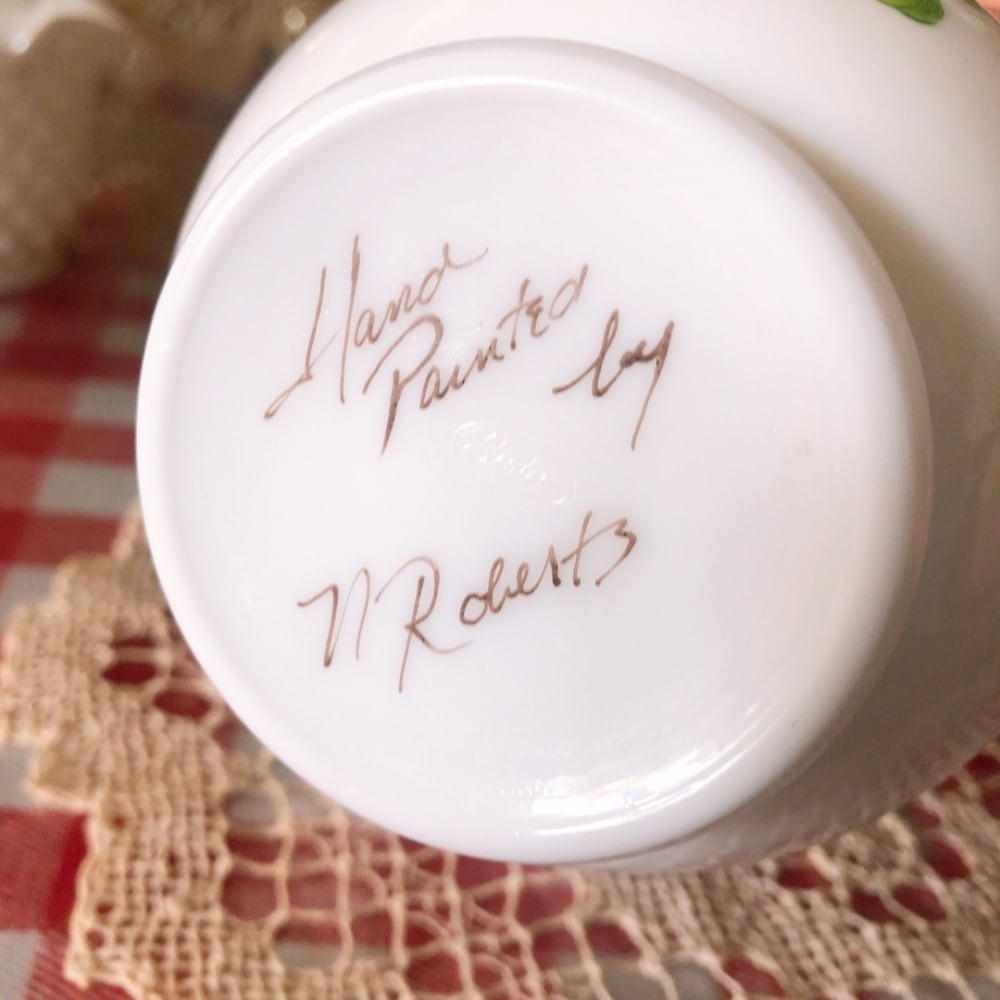 Hand
Painted
by
N Roberts